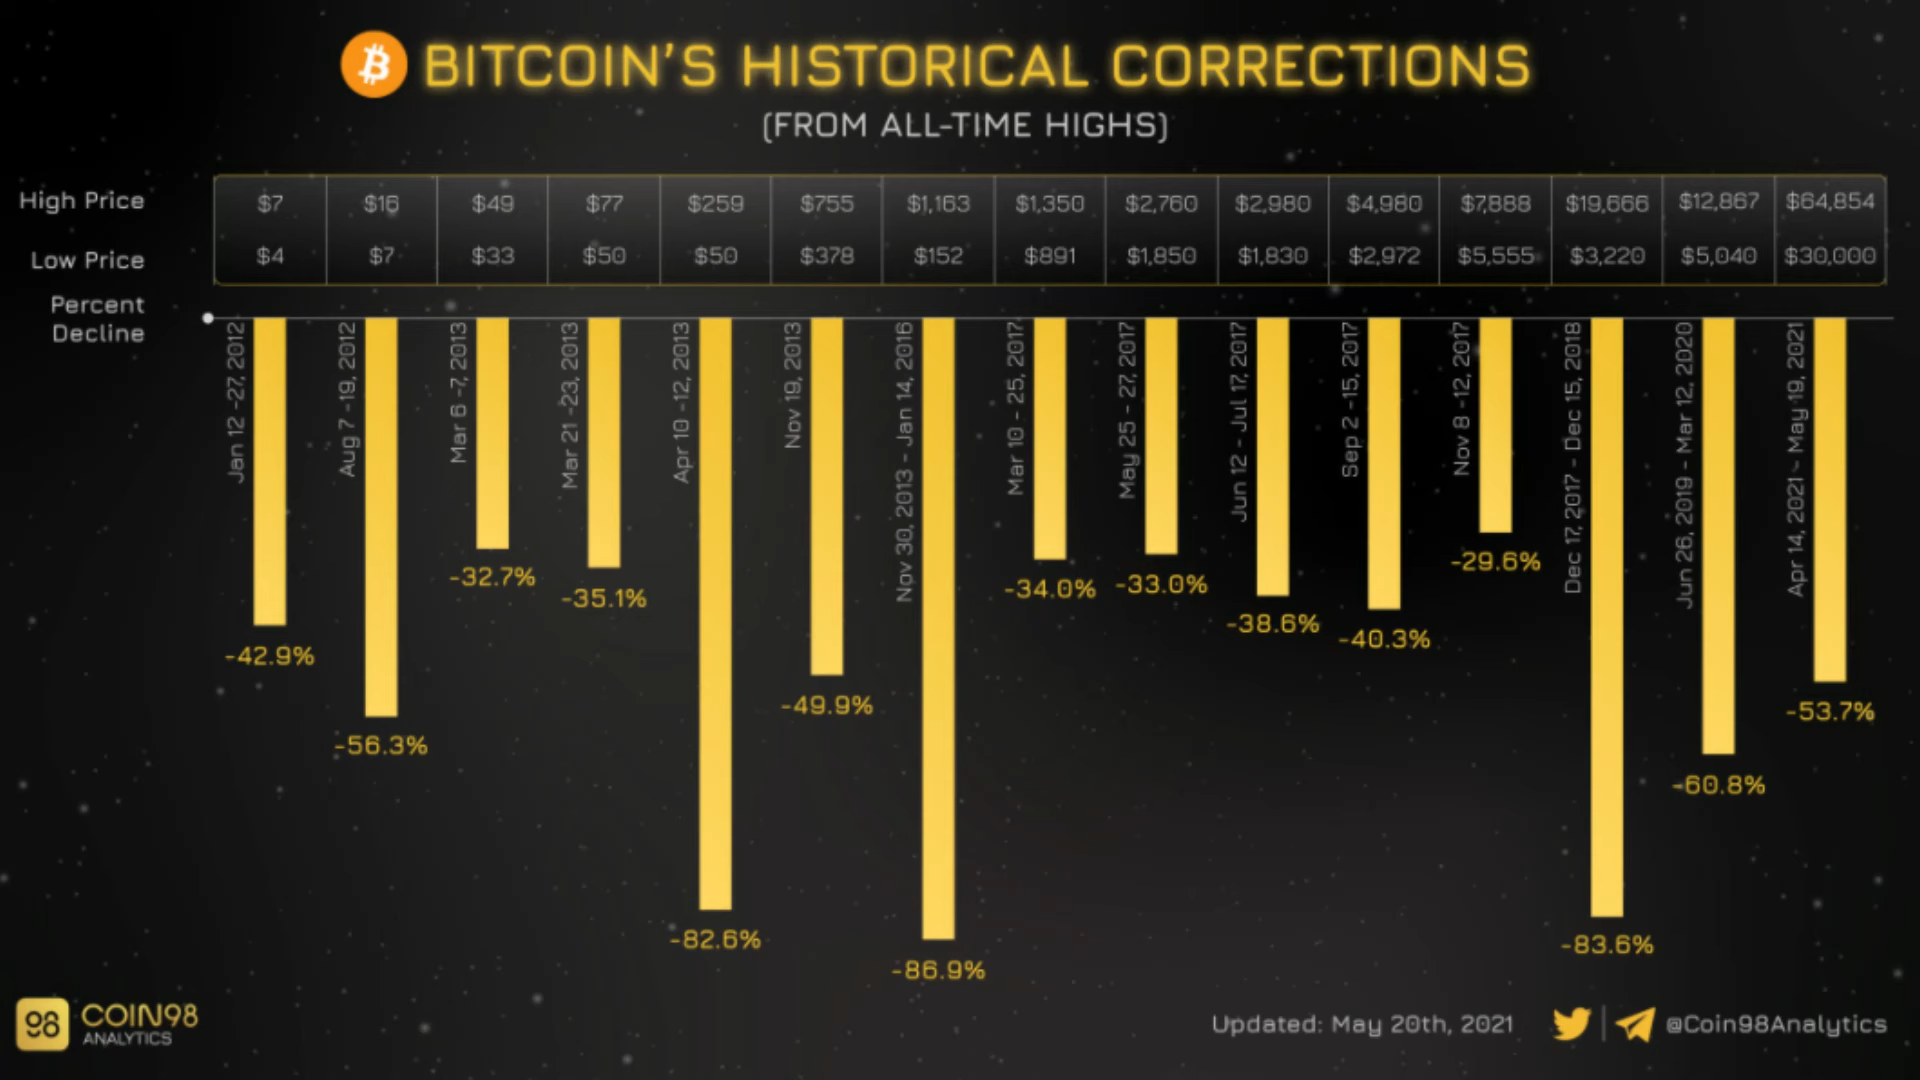 BITCOIN'S HISTORICAL CORRECTIONS
(FROM ALL-TIME HIGHS)
High Price $7 $16 $49 $77 $259 $755 $1,163 $1,350 $2,760 $2,980 $4,980 $7,888 $19,666 $12,867 $64,854
Low Price $4 $7 $33 $50 $50 $378 $152 $891 $1,850 $1,830 $2,972 $5,555 $3,220 $5,040 $30,000
Percent
Decline
Jan 12 -27, 2012
Aug 7 -19, 2012
Mar 6 -7, 2013
Mar 21 -23, 2013
Apr 10 -12, 2013
Nov 19, 2013
Nov 30, 2013 - Jan 14, 2016
Mar 10 - 25, 2017
May 25 - 27, 2017
Jun 12 - Jul 17, 2017
Sep 2 -15, 2017
Nov 8 -12, 2017
Dec 17, 2017 - Dec 15, 2018
Jun 26, 2019 - Mar 12, 2020
Apr 14, 2021 - May 19, 2021
-42.9%
-56.3%
-32.7%
-35.1%
-82.6%
-49.9%
-86.9%
-34.0%
-33.0%
-38.6%
-40.3%
-29.6%
-83.6%
-60.8%
-53.7%
98 COIN98
ANALYTICS
Updated: May 20th, 2021
@Coin98Analytics